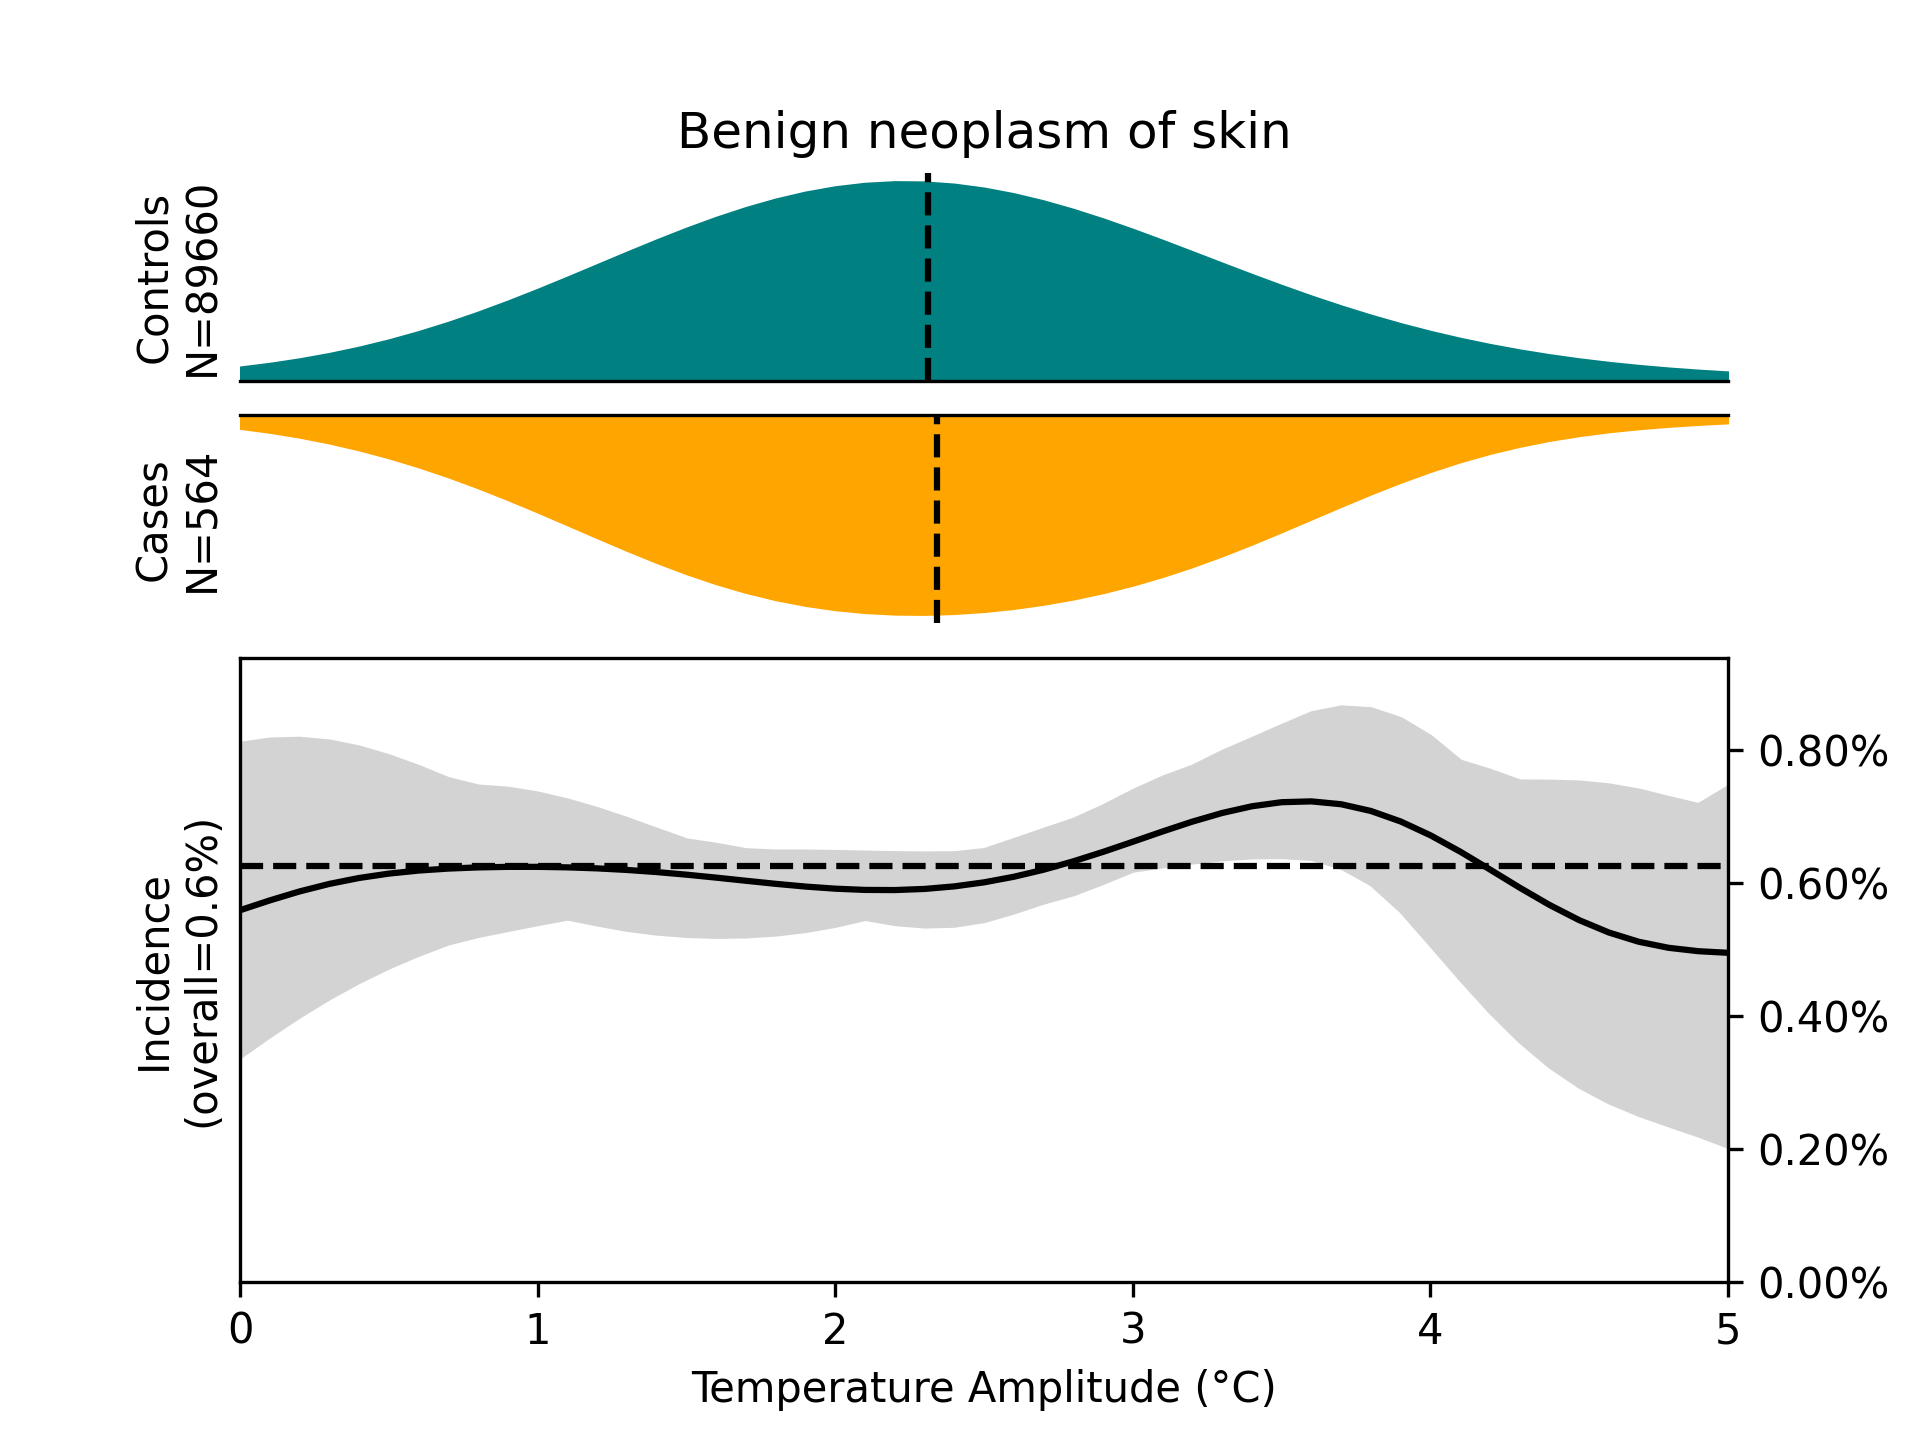 Benign neoplasm of skin
Controls
N=89660
Cases
N=564
Incidence
(overall=0.6%)
0.80%
0.60%
0.40%
0.20%
0.00%
0 1 2 3 4 5
Temperature Amplitude (°C)